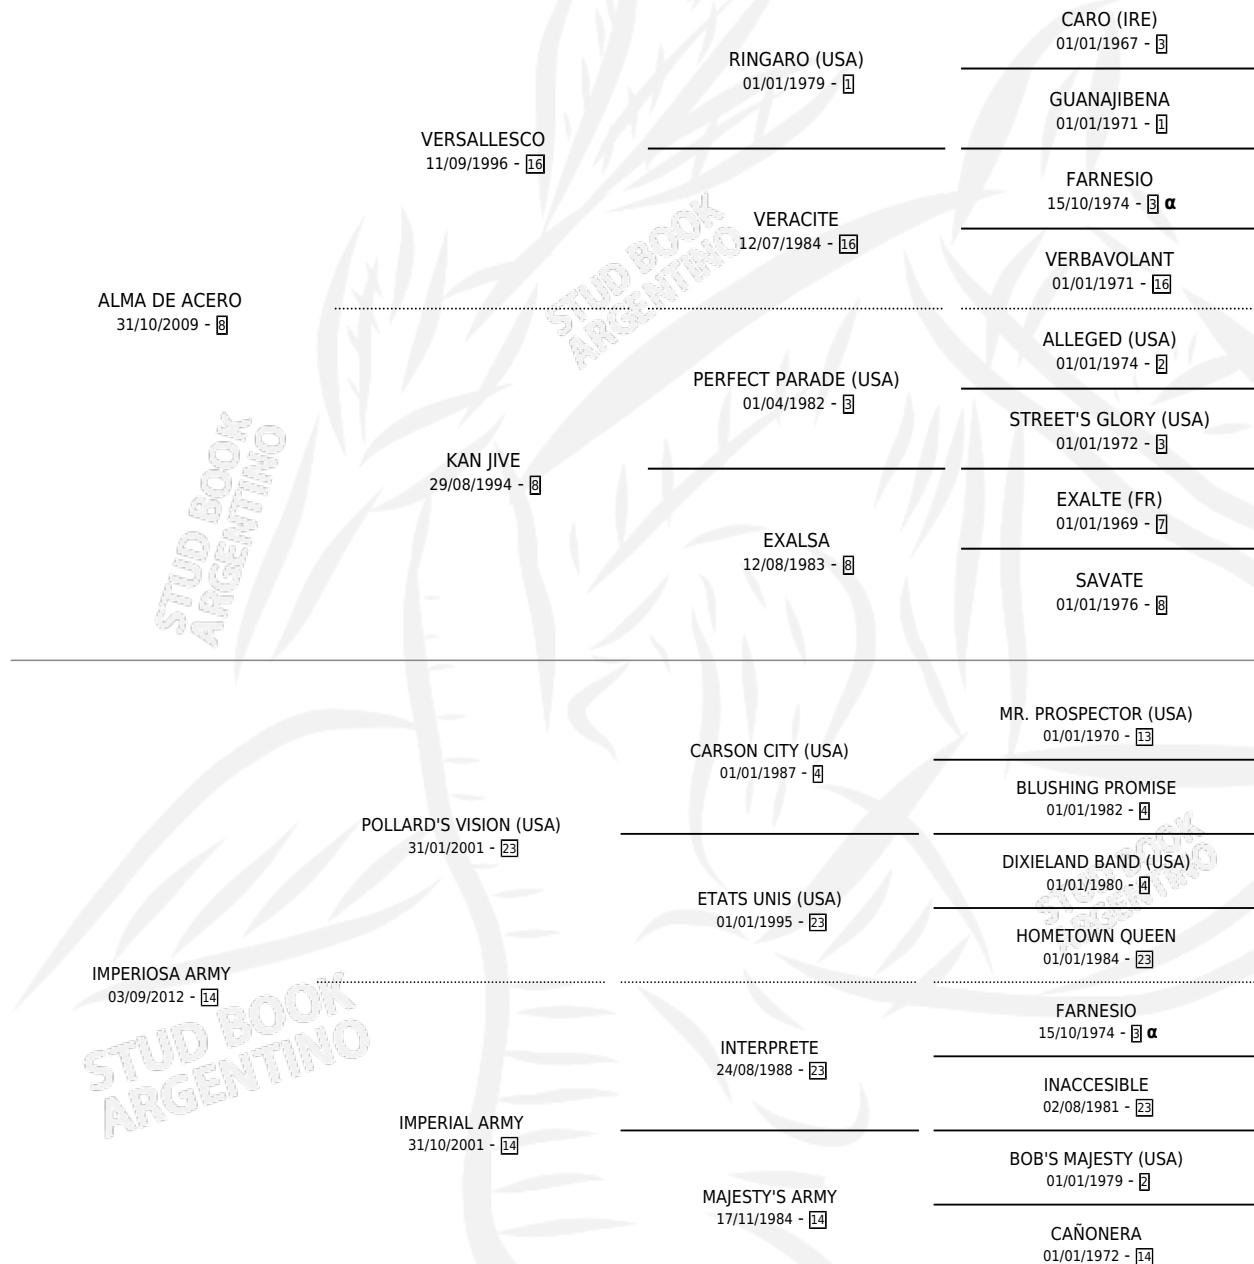 CARO (IRE)
01/01/1967 - 3
RINGARO (USA)
01/01/1979 - 1
GUANAJIBENA
01/01/1971 - 1
VERSALLESCO
11/09/1996 - 16
FARNESIO
15/10/1974 - 3 α
VERACITE
12/07/1984 - 16
VERBAVOLANT
01/01/1971 - 16
ALMA DE ACERO
31/10/2009 - 8
ALLEGED (USA)
01/01/1974 - 2
PERFECT PARADE (USA)
01/04/1982 - 3
STREET'S GLORY (USA)
01/01/1972 - 3
KAN JIVE
29/08/1994 - 8
EXALTE (FR)
01/01/1969 - 7
EXALSA
12/08/1983 - 8
SAVATE
01/01/1976 - 8
MR. PROSPECTOR (USA)
01/01/1970 - 13
CARSON CITY (USA)
01/01/1987 - 4
BLUSHING PROMISE
01/01/1982 - 4
POLLARD'S VISION (USA)
31/01/2001 - 23
DIXIELAND BAND (USA)
01/01/1980 - 4
ETATS UNIS (USA)
01/01/1995 - 23
HOMETOWN QUEEN
01/01/1984 - 23
IMPERIOSA ARMY
03/09/2012 - 14
FARNESIO
15/10/1974 - 3 α
INTERPRETE
24/08/1988 - 23
INACCESIBLE
02/08/1981 - 23
IMPERIAL ARMY
31/10/2001 - 14
BOB'S MAJESTY (USA)
01/01/1979 - 2
MAJESTY'S ARMY
17/11/1984 - 14
CAÑONERA
01/01/1972 - 14
STUD BOOK
ARGENTINO
STUD BOOK
ARGENTINO
STUD BOOK
ARGENTINO
STUD BOOK
ARGENTINO